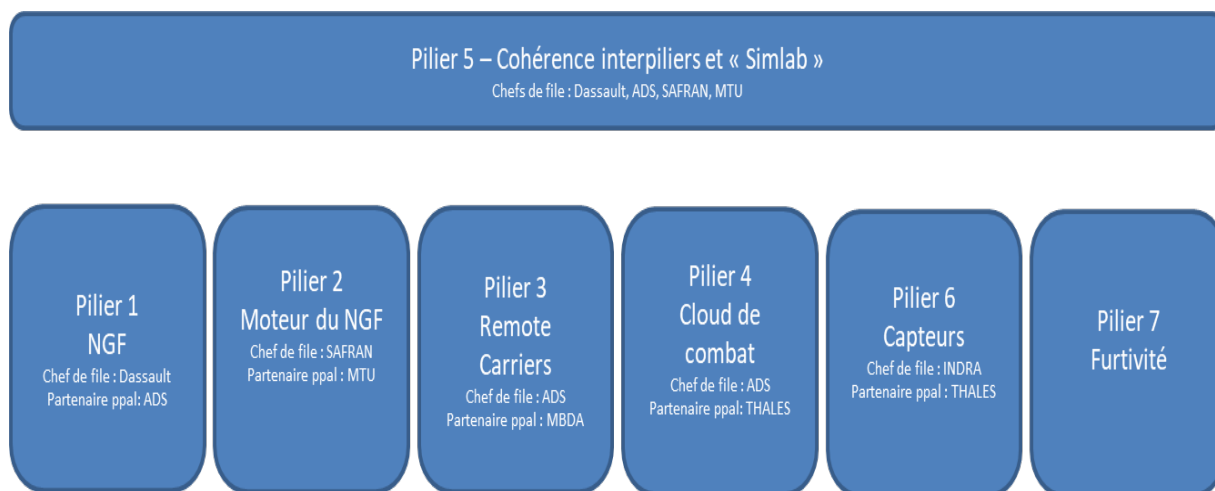 Pilier 5 – Cohérence interpiliers et « Simlab »
Chefs de file : Dassault, ADS, SAFRAN, MTU
Pilier 1
NGF
Chef de file : Dassault
Partenaire ppal: ADS
Pilier 2
Moteur du NGF
Chef de file : SAFRAN
Partenaire ppal : MTU
Pilier 3
Remote
Carriers
Chef de file : ADS
Partenaire ppal : MBDA
Pilier 4
Cloud de
combat
Chef de file : ADS
Partenaire ppal: THALES
Pilier 6
Capteurs
Chef de file : INDRA
Partenaire ppal : THALES
Pilier 7
Furtivité